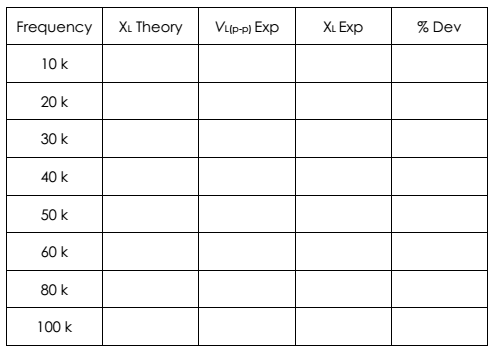 Frequency XL Theory VL(p-p) Exp XL Exp % Dev
10 k
20 k
30 k
40 k
50 k
60 k
80 k
100 k